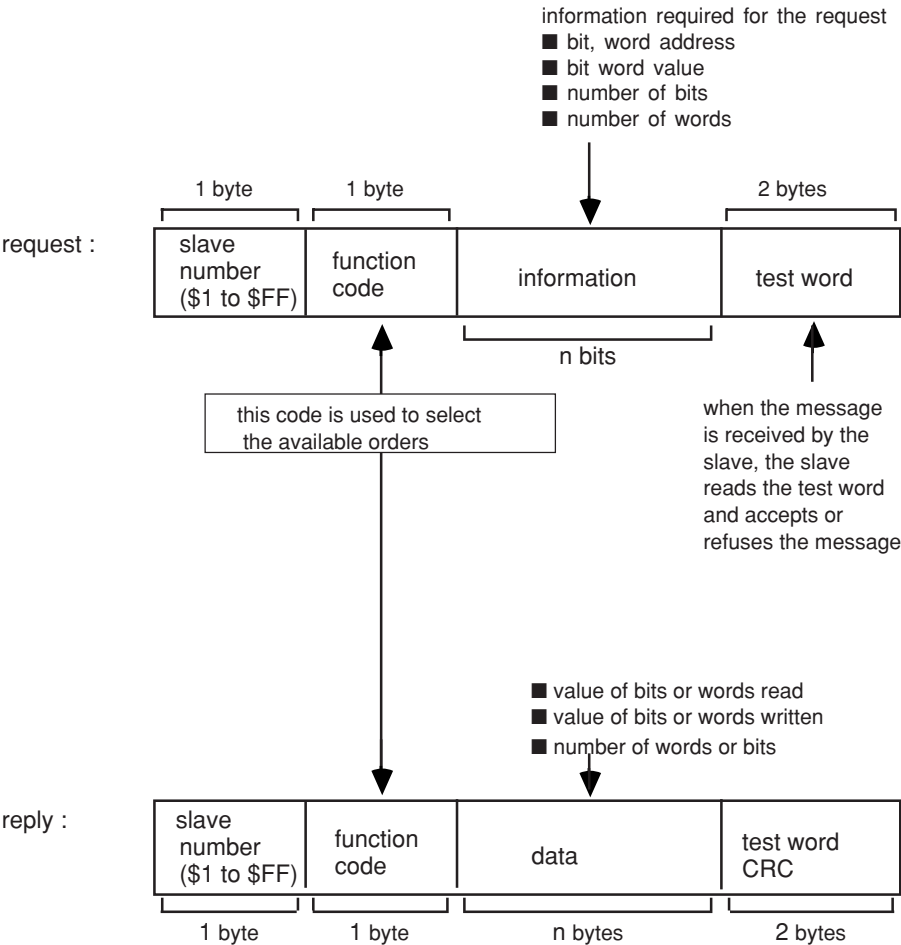 information required for the request
■ bit, word address
■ bit word value
■ number of bits
■ number of words
1 byte
1 byte
2 bytes
request :
slave
number
($1 to $FF)
function
code
information
test word
n bits
this code is used to select
the available orders
when the message
is received by the
slave, the slave
reads the test word
and accepts or
refuses the message
■ value of bits or words read
■ value of bits or words written
■ number of words or bits
reply :
slave
number
($1 to $FF)
function
code
data
test word
CRC
1 byte
1 byte
n bytes
2 bytes